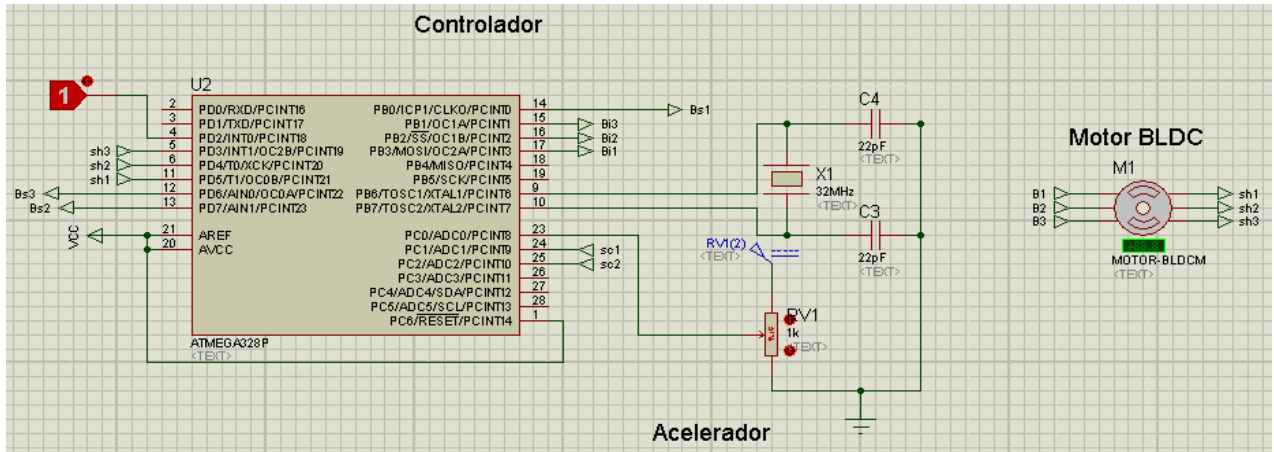 Controlador
1
U2
2 PD0/RXD/PCINT16 PB0/ICP1/CLKO/PCINT0 14 Bs1
3 PD1/TXD/PCINT17 PB1/OC1A/PCINT1 15 Bi3
4 PD2/INT0/PCINT18 PB2/SS/OC1B/PCINT2 16 Bi2
sh3 5 PD3/INT1/OC2B/PCINT19 PB3/MOSI/OC2A/PCINT3 17 Bi1
sh2 6 PD4/T0/XCK/PCINT20 PB4/MISO/PCINT4 18
sh1 11 PD5/T1/OC0B/PCINT21 PB5/SCK/PCINT5 19
Bs3 12 PD6/AIN0/OC0A/PCINT22 PB6/TOSC1/XTAL1/PCINT6 9
Bs2 13 PD7/AIN1/PCINT23 PB7/TOSC2/XTAL2/PCINT7 10
VCC 21 AREF PC0/ADC0/PCINT8 23
20 AVCC PC1/ADC1/PCINT9 24 sc1
PC2/ADC2/PCINT10 25 sc2
PC3/ADC3/PCINT11 26
PC4/ADC4/SDA/PCINT12 27
PC5/ADC5/SCL/PCINT13 28
PC6/RESET/PCINT14 1
ATMEGA328P
<TEXT>
C4
22pF
<TEXT>
X1
32MHz
<TEXT>
C3
22pF
<TEXT>
RV1(2)
<TEXT>
RV1
1k
<TEXT>
Acelerador
Motor BLDC
M1
B1 sh1
B2 sh2
B3 sh3
MOTOR-BLDCM
<TEXT>